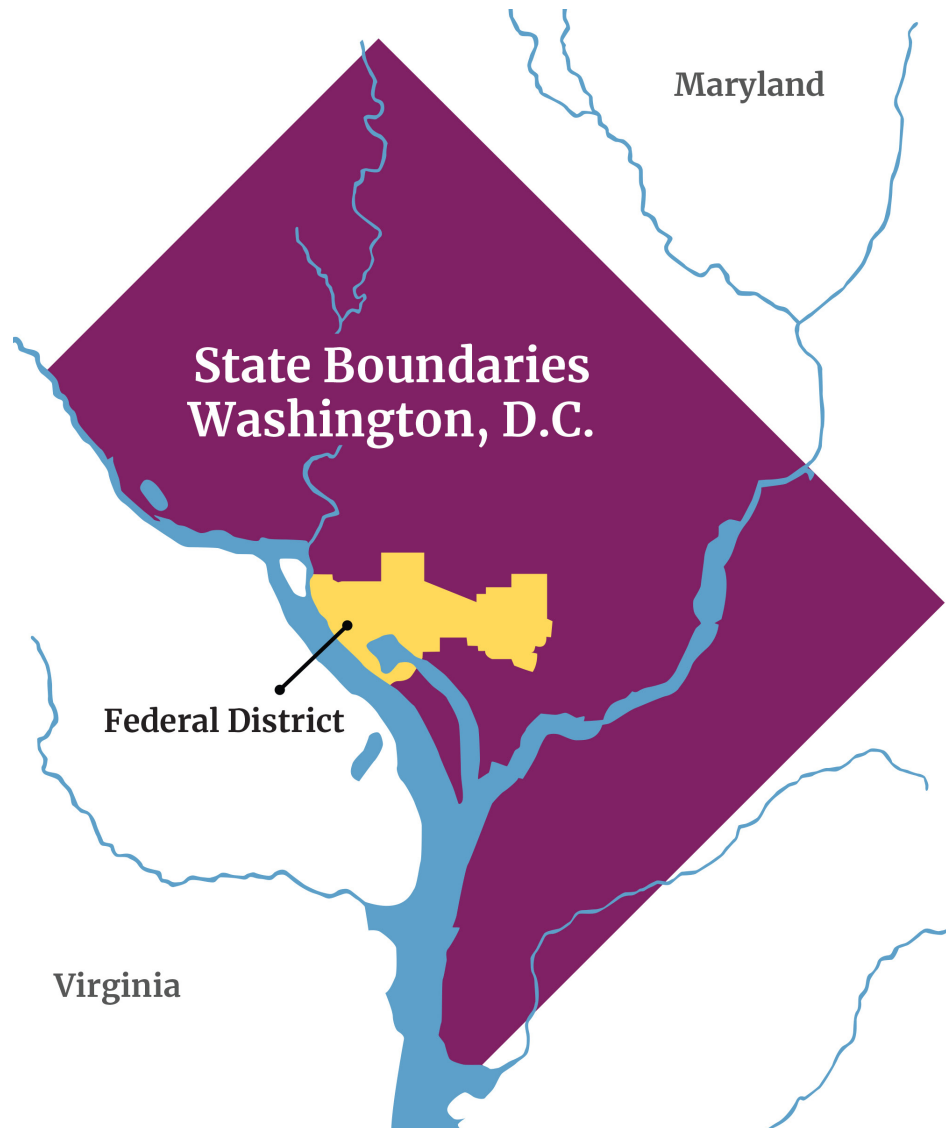 Maryland
State Boundaries
Washington, D.C.
Federal District
Virginia